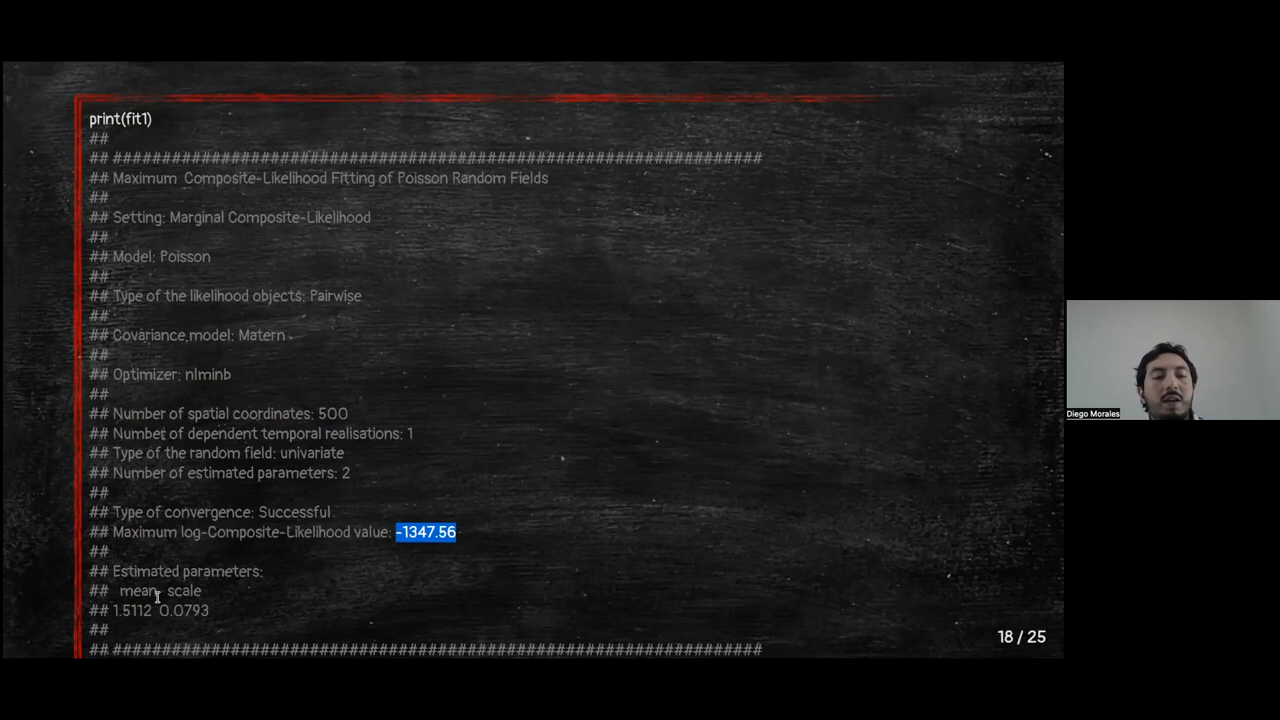 print(fit1)
##
## ##################################################################
## Maximum  Composite-Likelihood Fitting of Poisson Random Fields
##
## Setting: Marginal Composite-Likelihood
##
## Model: Poisson
##
## Type of the likelihood objects: Pairwise
##
## Covariance model: Matern
##
## Optimizer: nlminb
##
## Number of spatial coordinates: 500
## Number of dependent temporal realisations: 1
## Type of the random field: univariate
## Number of estimated parameters: 2
##
## Type of convergence: Successful
## Maximum log-Composite-Likelihood value: -1347.56
##
## Estimated parameters:
##   mean   scale
## 1.5112  0.0793
##
## ##################################################################
18 / 25
Diego Morales